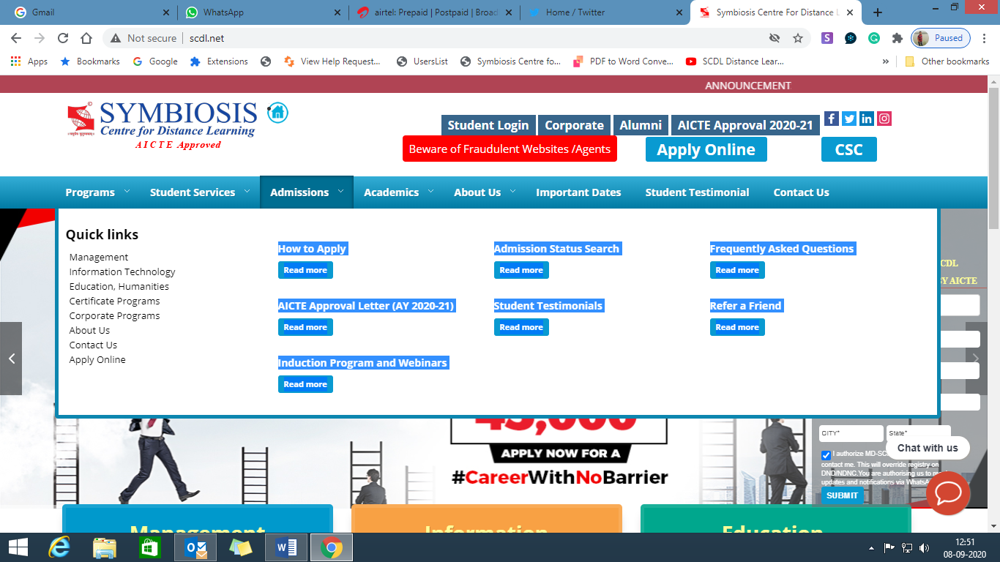 Gmail
WhatsApp
airtel: Prepaid | Postpaid | Broad
Home / Twitter
Symbiosis Centre For Distance L
Not secure | scdl.net
Paused
Apps
Bookmarks
Google
Extensions
View Help Request...
UsersList
Symbiosis Centre fo...
PDF to Word Conve...
SCDL Distance Lear...
Other bookmarks
ANNOUNCEMENT
SYMBIOSIS
Centre for Distance Learning
AICTE Approved
Student Login
Corporate
Alumni
AICTE Approval 2020-21
Beware of Fraudulent Websites /Agents
Apply Online
CSC
Programs
Student Services
Admissions
Academics
About Us
Important Dates
Student Testimonial
Contact Us
Quick links
Management
Information Technology
Education, Humanities
Certificate Programs
Corporate Programs
About Us
Contact Us
Apply Online
How to Apply
Read more
Admission Status Search
Read more
Frequently Asked Questions
Read more
AICTE Approval Letter (AY 2020-21)
Read more
Student Testimonials
Read more
Refer a Friend
Read more
Induction Program and Webinars
Read more
CDL
BY AICTE
45,000
APPLY NOW FOR A
#CareerWithNoBarrier
CITY*
State*
Chat with us
I authorize MD-SC
contact me. This will override registry on
DND/NDNC.You are authorising us to
updates and notifications via WhatsA
SUBMIT
Management
Information
Education
12:51
08-09-2020